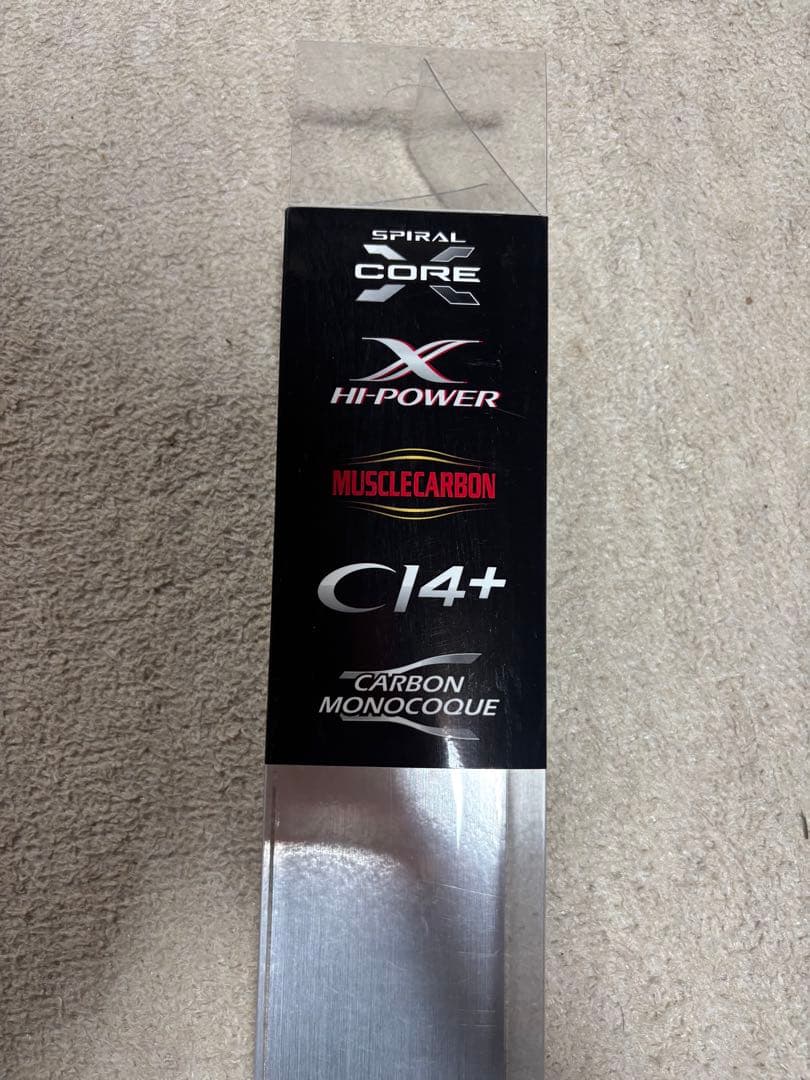 SPIRAL
X CORE
X
HI-POWER
MUSCLECARBON
CI4+
CARBON
MONOCOQUE